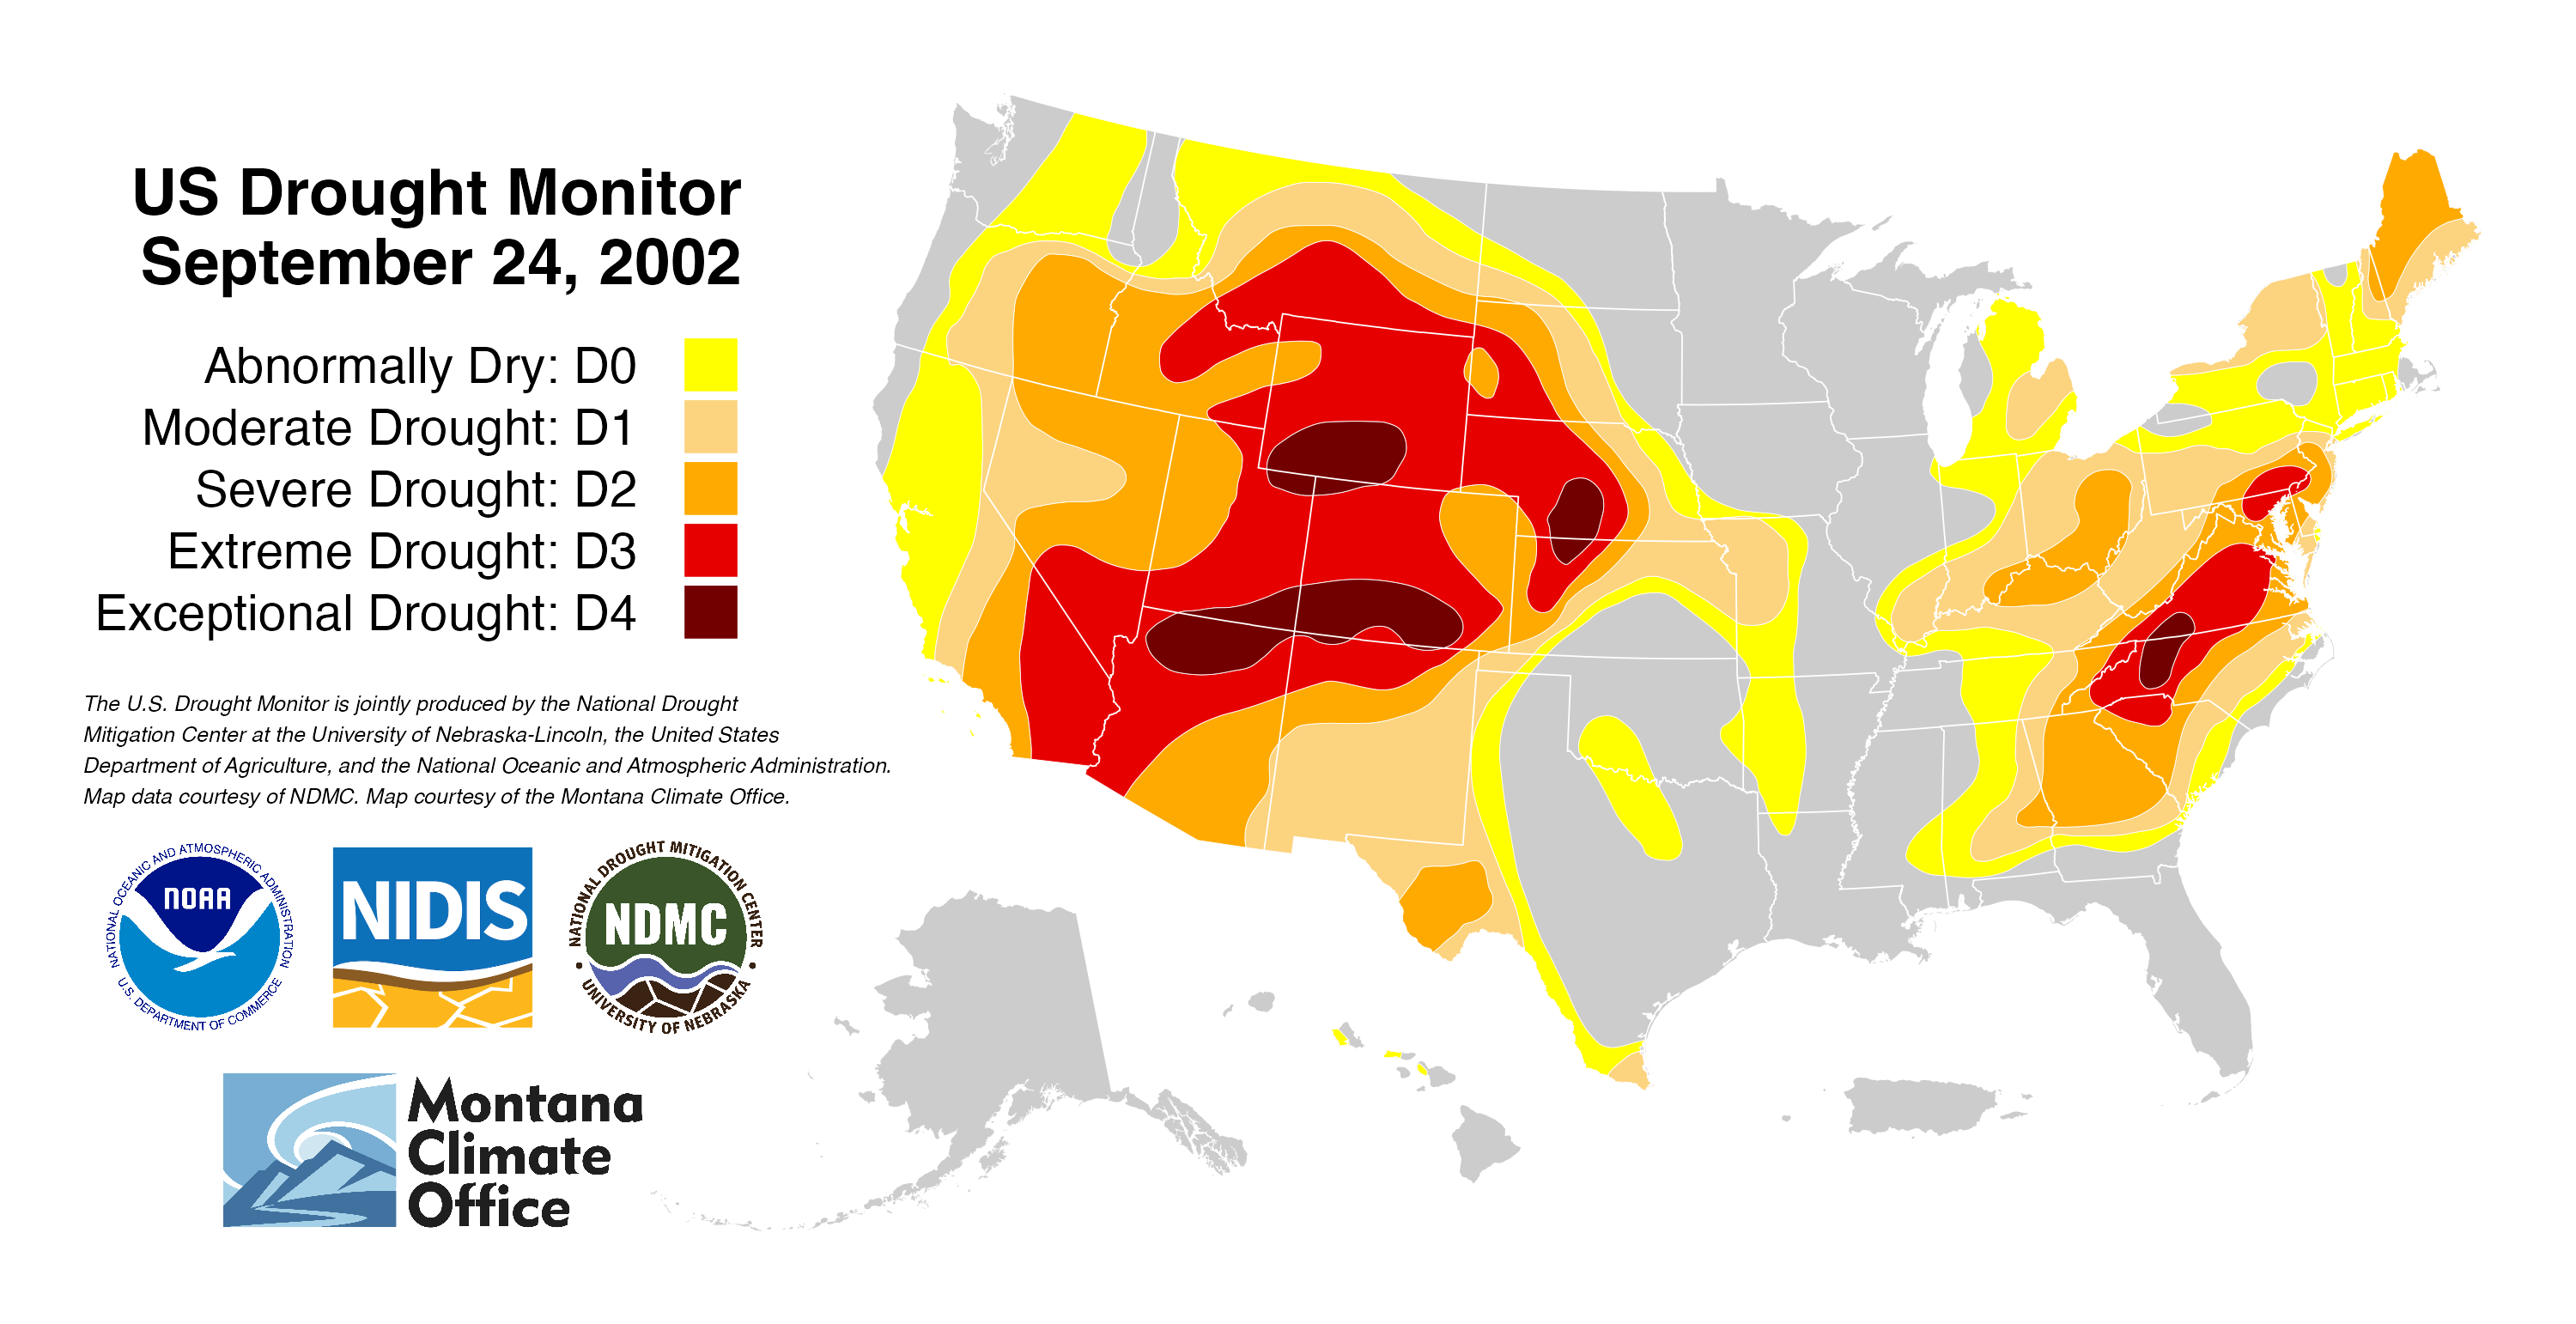 US Drought Monitor
September 24, 2002
Abnormally Dry: D0
Moderate Drought: D1
Severe Drought: D2
Extreme Drought: D3
Exceptional Drought: D4
The U.S. Drought Monitor is jointly produced by the National Drought
Mitigation Center at the University of Nebraska-Lincoln, the United States
Department of Agriculture, and the National Oceanic and Atmospheric Administration.
Map data courtesy of NDMC. Map courtesy of the Montana Climate Office.
NATIONAL OCEANIC AND ATMOSPHERIC ADMINISTRATION
NOAA
U.S. DEPARTMENT OF COMMERCE
NIDIS
NATIONAL DROUGHT MITIGATION CENTER
NDMC
UNIVERSITY OF NEBRASKA
Montana
Climate
Office